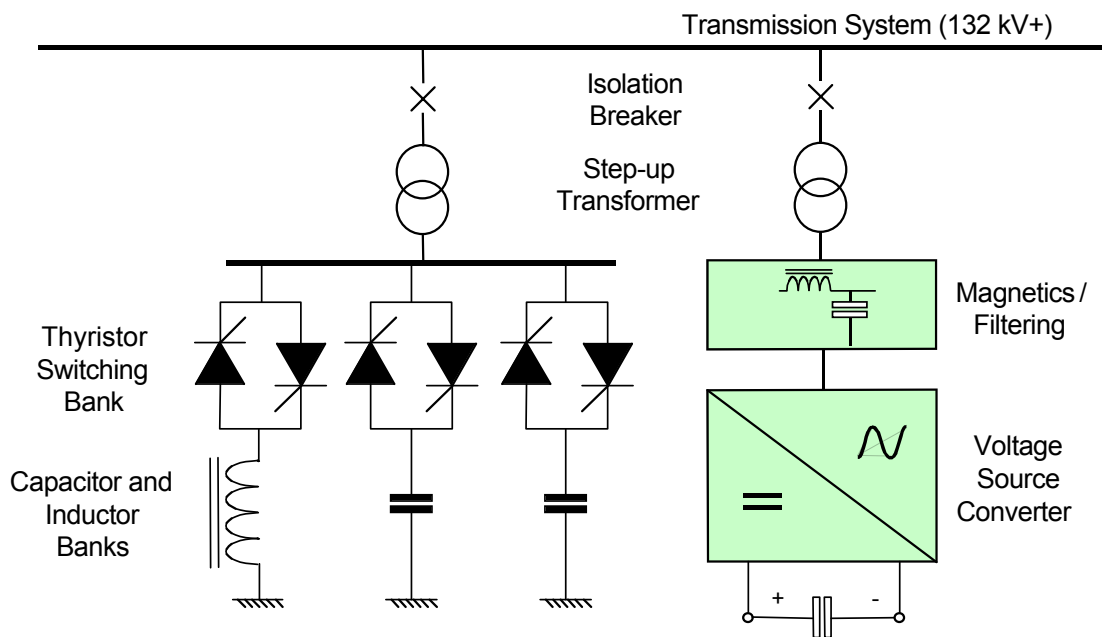 Transmission System (132 kV+)
Isolation
Breaker
Step-up
Transformer
Magnetics /
Filtering
Thyristor
Switching
Bank
Voltage
Source
Converter
Capacitor and
Inductor
Banks
+ -